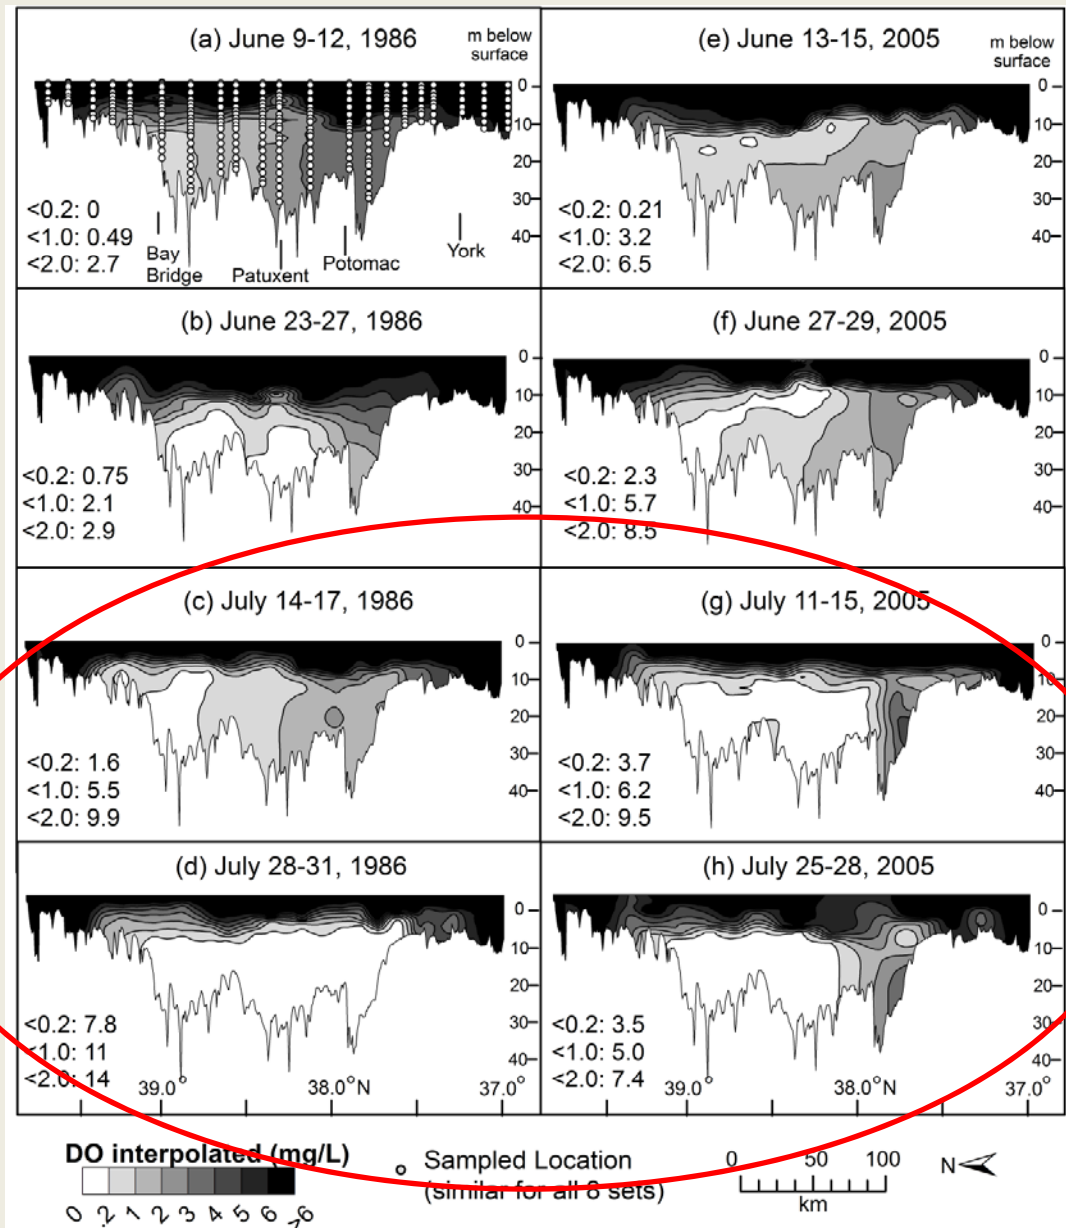 (a) June 9-12, 1986
m below
surface
0
10
20
30
40
<0.2: 0
<1.0: 0.49
<2.0: 2.7
Bay
Bridge
Patuxent
Potomac
York
(e) June 13-15, 2005
m below
surface
0
10
20
30
40
<0.2: 0.21
<1.0: 3.2
<2.0: 6.5
(b) June 23-27, 1986
0
10
20
30
40
<0.2: 0.75
<1.0: 2.1
<2.0: 2.9
(f) June 27-29, 2005
0
10
20
30
40
<0.2: 2.3
<1.0: 5.7
<2.0: 8.5
(c) July 14-17, 1986
0
10
20
30
40
<0.2: 1.6
<1.0: 5.5
<2.0: 9.9
(g) July 11-15, 2005
0
10
20
30
40
<0.2: 3.7
<1.0: 6.2
<2.0: 9.5
(d) July 28-31, 1986
0
10
20
30
40
<0.2: 7.8
<1.0: 11
<2.0: 14
39.0° 38.0°N 37.0°
(h) July 25-28, 2005
0
10
20
30
40
<0.2: 3.5
<1.0: 5.0
<2.0: 7.4
39.0° 38.0°N 37.0°
DO interpolated (mg/L)
0 .2 1 2 3 5 6 >6
Sampled Location
(similar for all 8 sets)
0 50 100
km
N